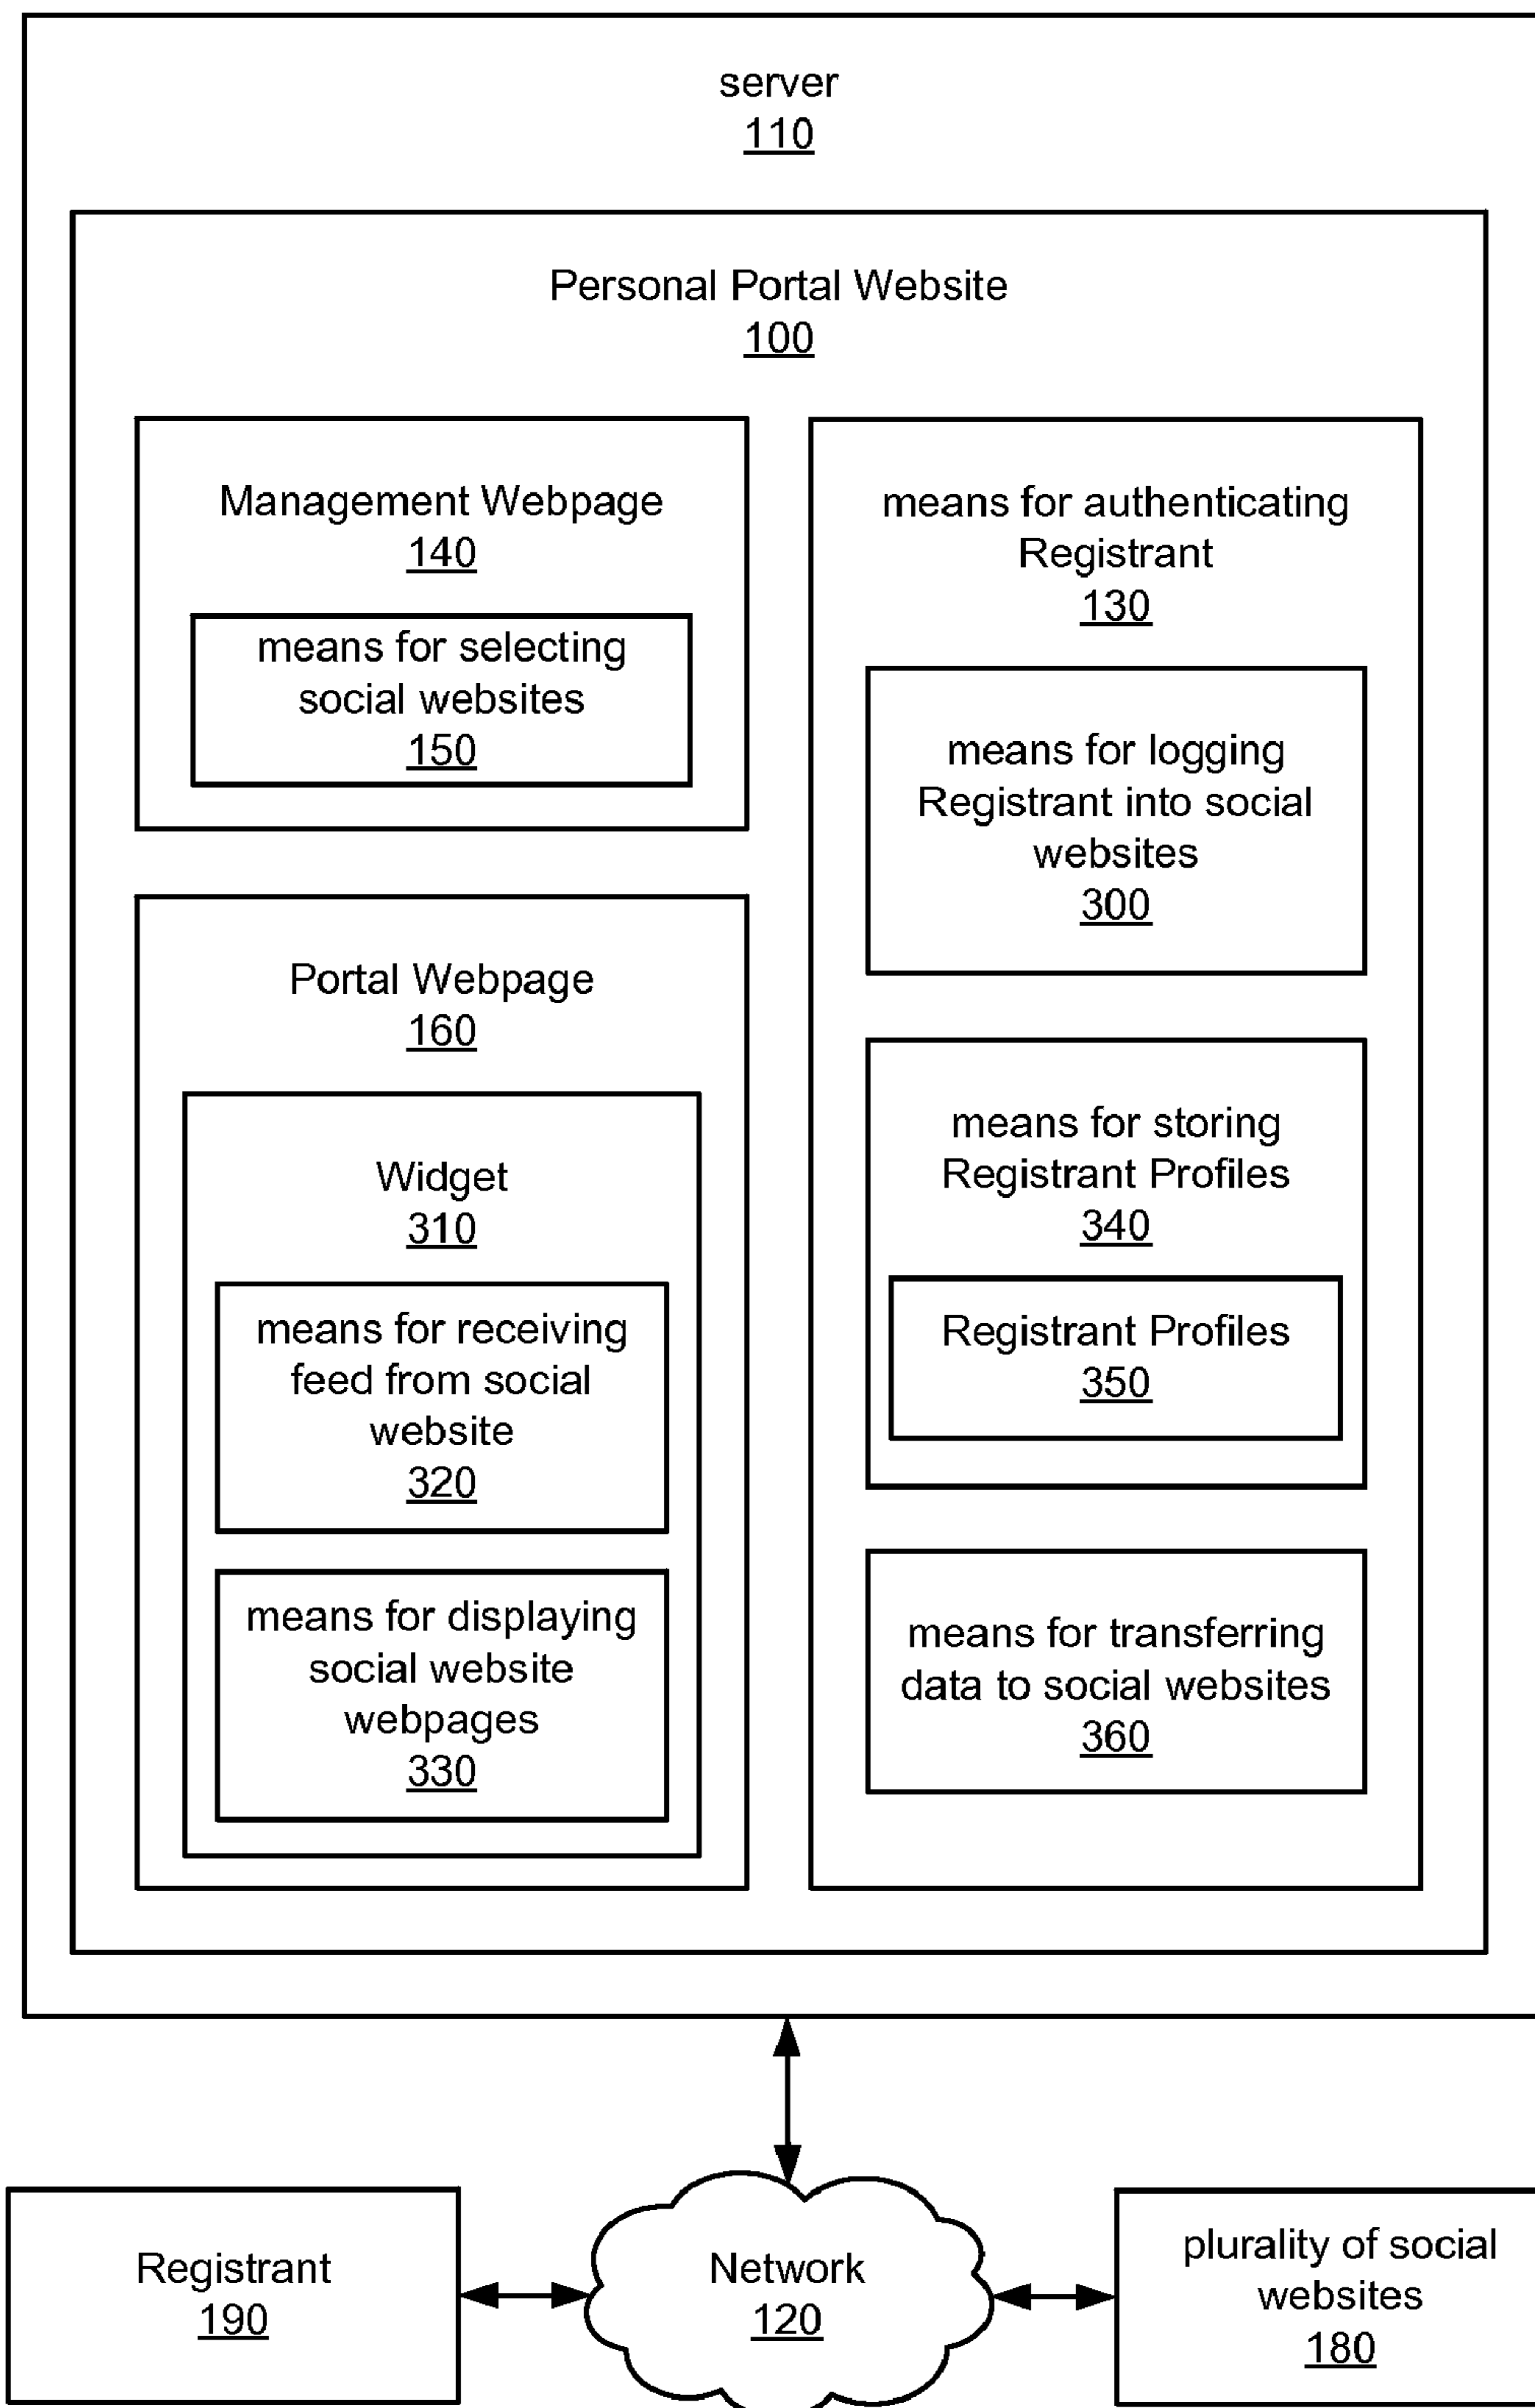 server
110
Personal Portal Website
100
Management Webpage
140
means for selecting
social websites
150
Portal Webpage
160
Widget
310
means for receiving
feed from social
website
320
means for displaying
social website
webpages
330
means for authenticating
Registrant
130
means for logging
Registrant into social
websites
300
means for storing
Registrant Profiles
340
Registrant Profiles
350
means for transferring
data to social websites
360
Registrant
190
Network
120
plurality of social
websites
180